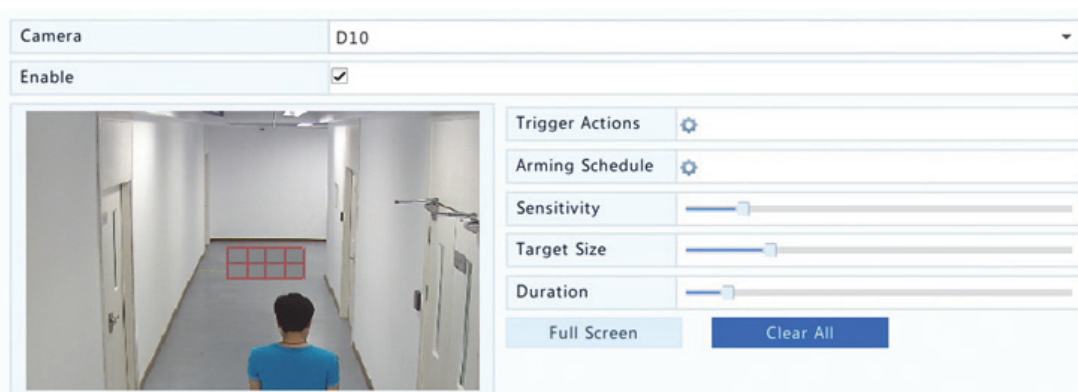 Camera
D10
Enable
Trigger Actions
Arming Schedule
Sensitivity
Target Size
Duration
Full Screen
Clear All